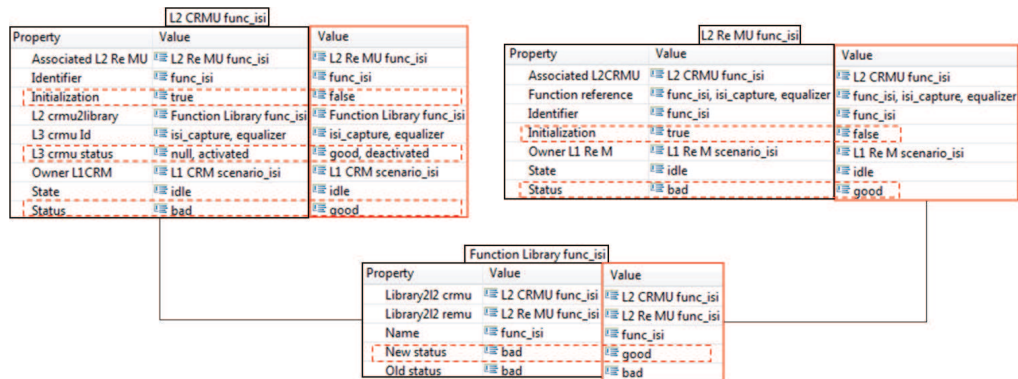 L2 CRMU func_isi
Property Value Value
Associated L2 Re MU L2 Re MU func_isi L2 Re MU func_isi
Identifier func_isi func_isi
Initialization true false
L2 crmu2library Function Library func_isi Function Library func_isi
L3 crmu Id isi_capture, equalizer isi_capture, equalizer
L3 crmu status null, activated good, deactivated
Owner L1CRM L1 CRM scenario_isi L1 CRM scenario_isi
State idle idle
Status bad good
L2 Re MU func_isi
Property Value Value
Associated L2CRMU L2 CRMU func_isi L2 CRMU func_isi
Function reference func_isi, isi_capture, equalizer func_isi, isi_capture, equalizer
Identifier func_isi func_isi
Initialization true false
Owner L1 Re M L1 Re M scenario_isi L1 Re M scenario_isi
State idle idle
Status bad good
Function Library func_isi
Property Value Value
Library2l2 crmu L2 CRMU func_isi L2 CRMU func_isi
Library2l2 remu L2 Re MU func_isi L2 Re MU func_isi
Name func_isi func_isi
New status bad good
Old status bad bad